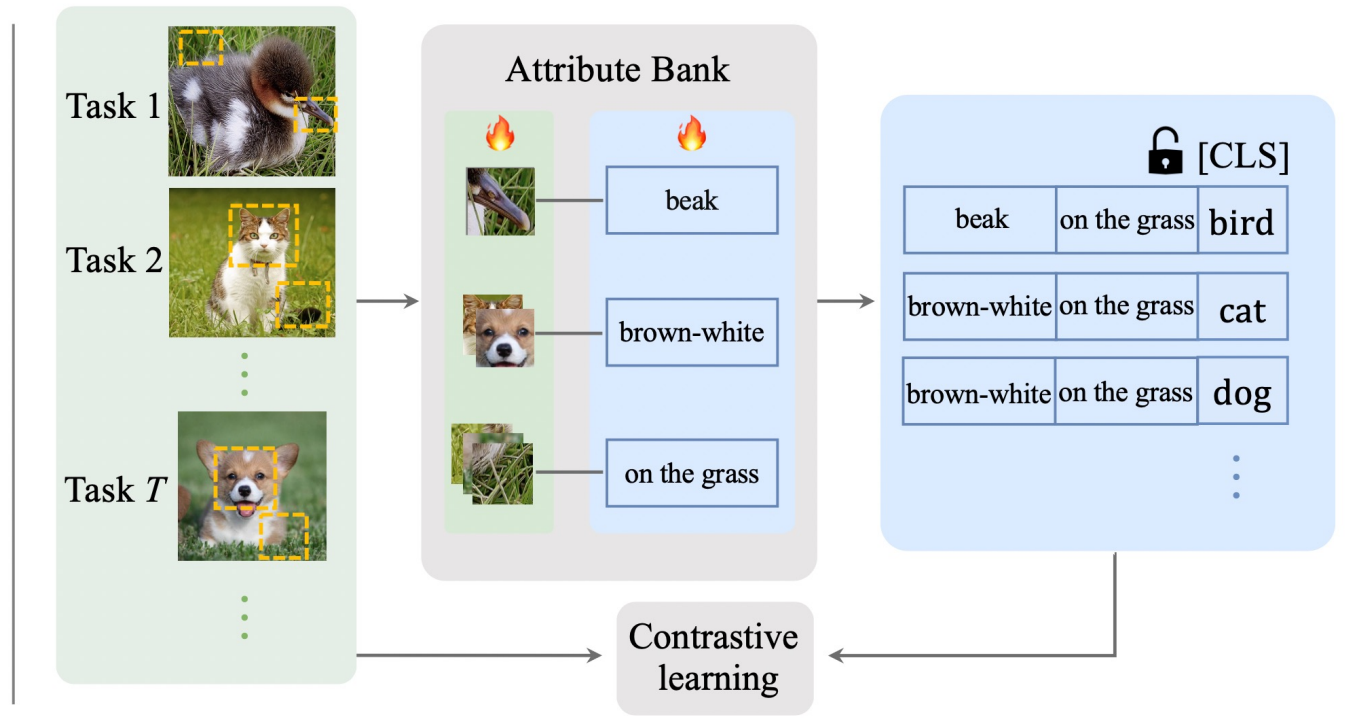 Task 1
Task 2
Task T
Attribute Bank
beak
brown-white
on the grass
[CLS]
beak on the grass bird
brown-white on the grass cat
brown-white on the grass dog
Contrastive
learning